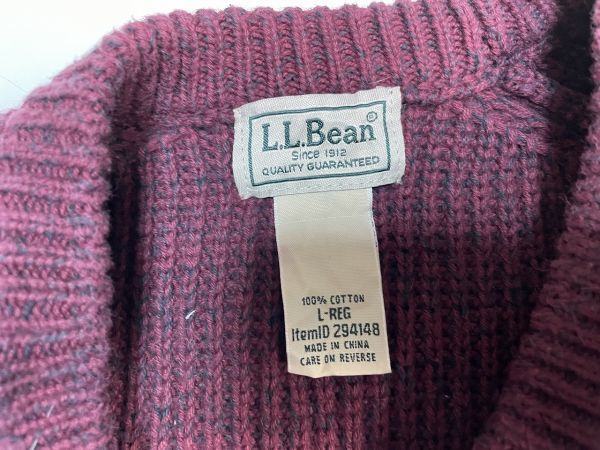 L.L.Bean®
Since 1912
QUALITY GUARANTEED
100% COTTON
L-REG
ItemID 294148
MADE IN CHINA
CARE ON REVERSE